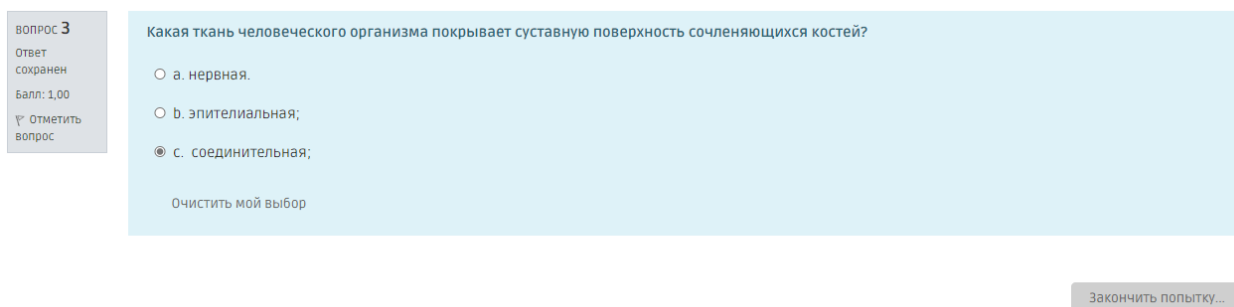 ВОПРОС 3
Ответ
сохранен
Балл: 1,00
Отметить
вопрос
Какая ткань человеческого организма покрывает суставную поверхность сочленяющихся костей?
a. нервная.
b. эпителиальная;
c. соединительная;
Очистить мой выбор
Закончить попытку...